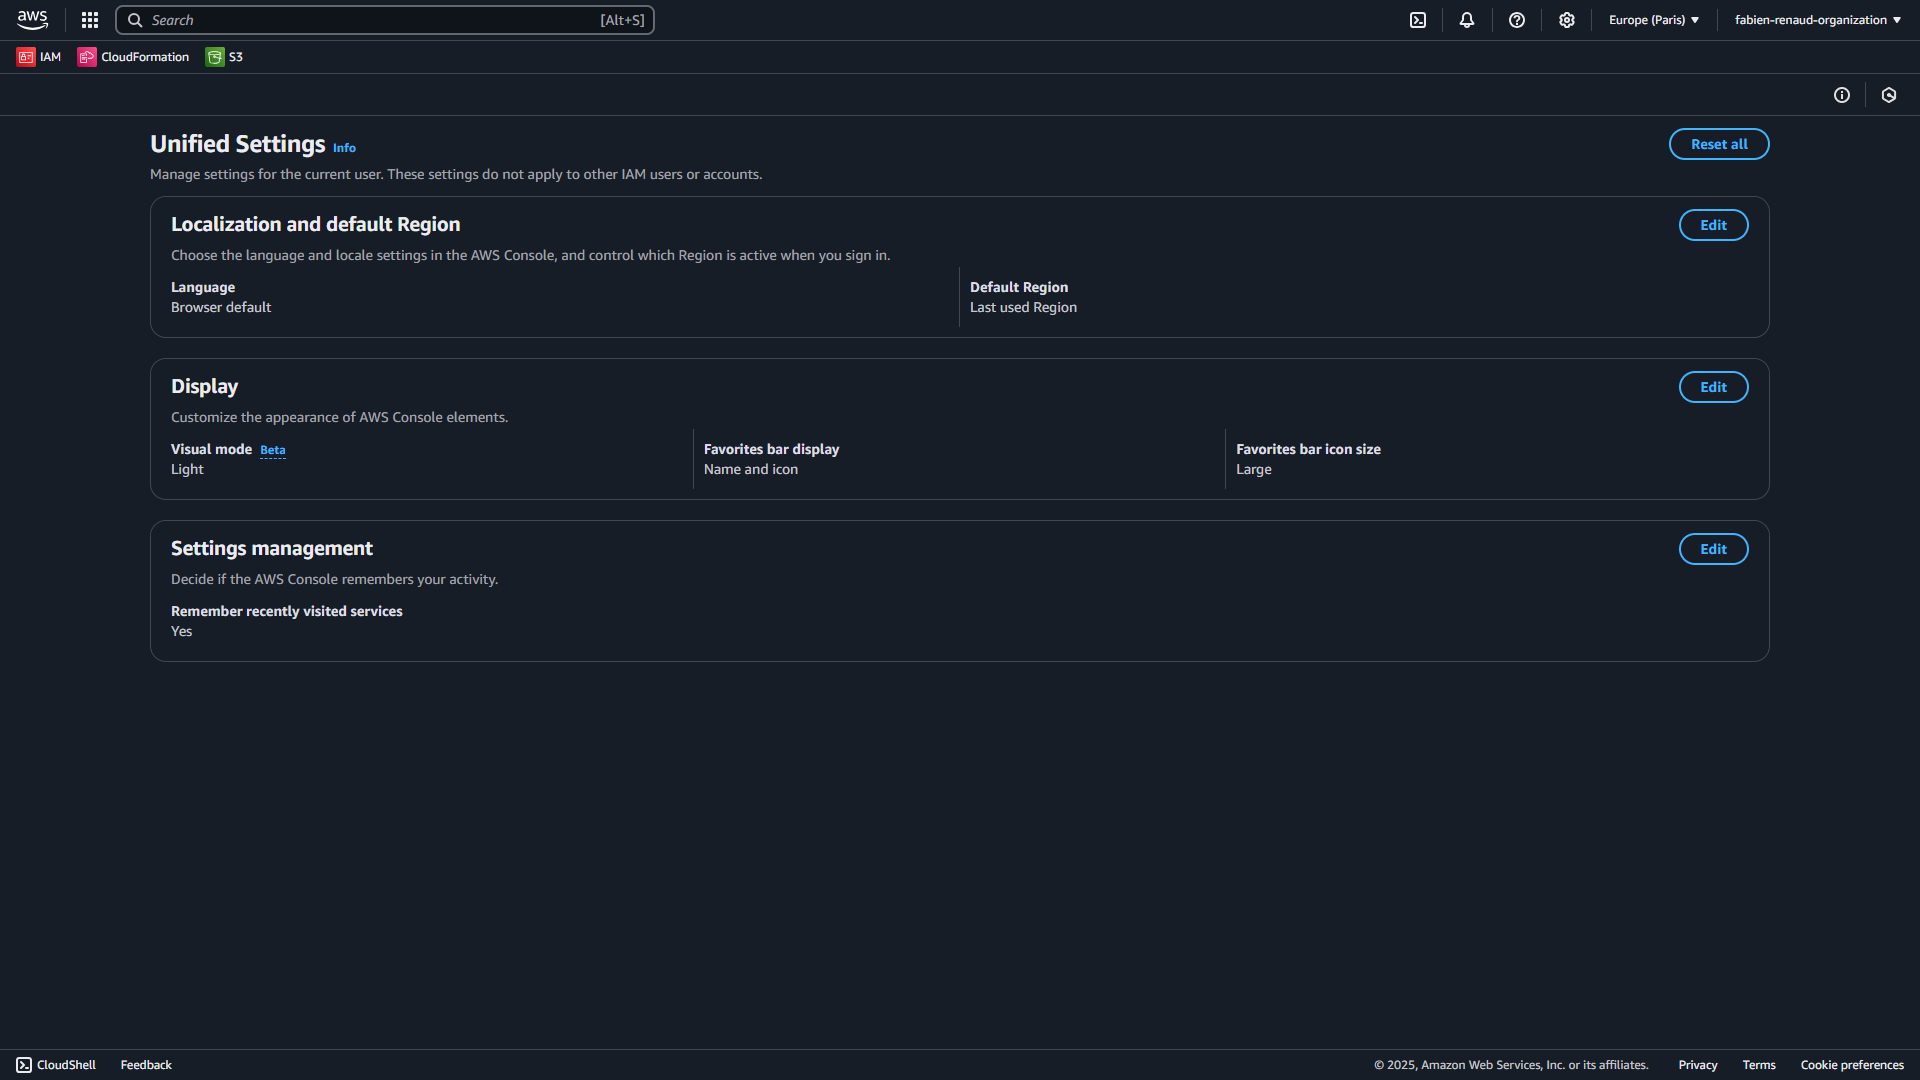 aws
Search [Alt+S]
Europe (Paris)
fabien-renaud-organization
IAM
CloudFormation
S3
Unified Settings Info
Reset all
Manage settings for the current user. These settings do not apply to other IAM users or accounts.
Localization and default Region
Edit
Choose the language and locale settings in the AWS Console, and control which Region is active when you sign in.
Language
Browser default
Default Region
Last used Region
Display
Edit
Customize the appearance of AWS Console elements.
Visual mode Beta
Light
Favorites bar display
Name and icon
Favorites bar icon size
Large
Settings management
Edit
Decide if the AWS Console remembers your activity.
Remember recently visited services
Yes
CloudShell
Feedback
© 2025, Amazon Web Services, Inc. or its affiliates.
Privacy
Terms
Cookie preferences